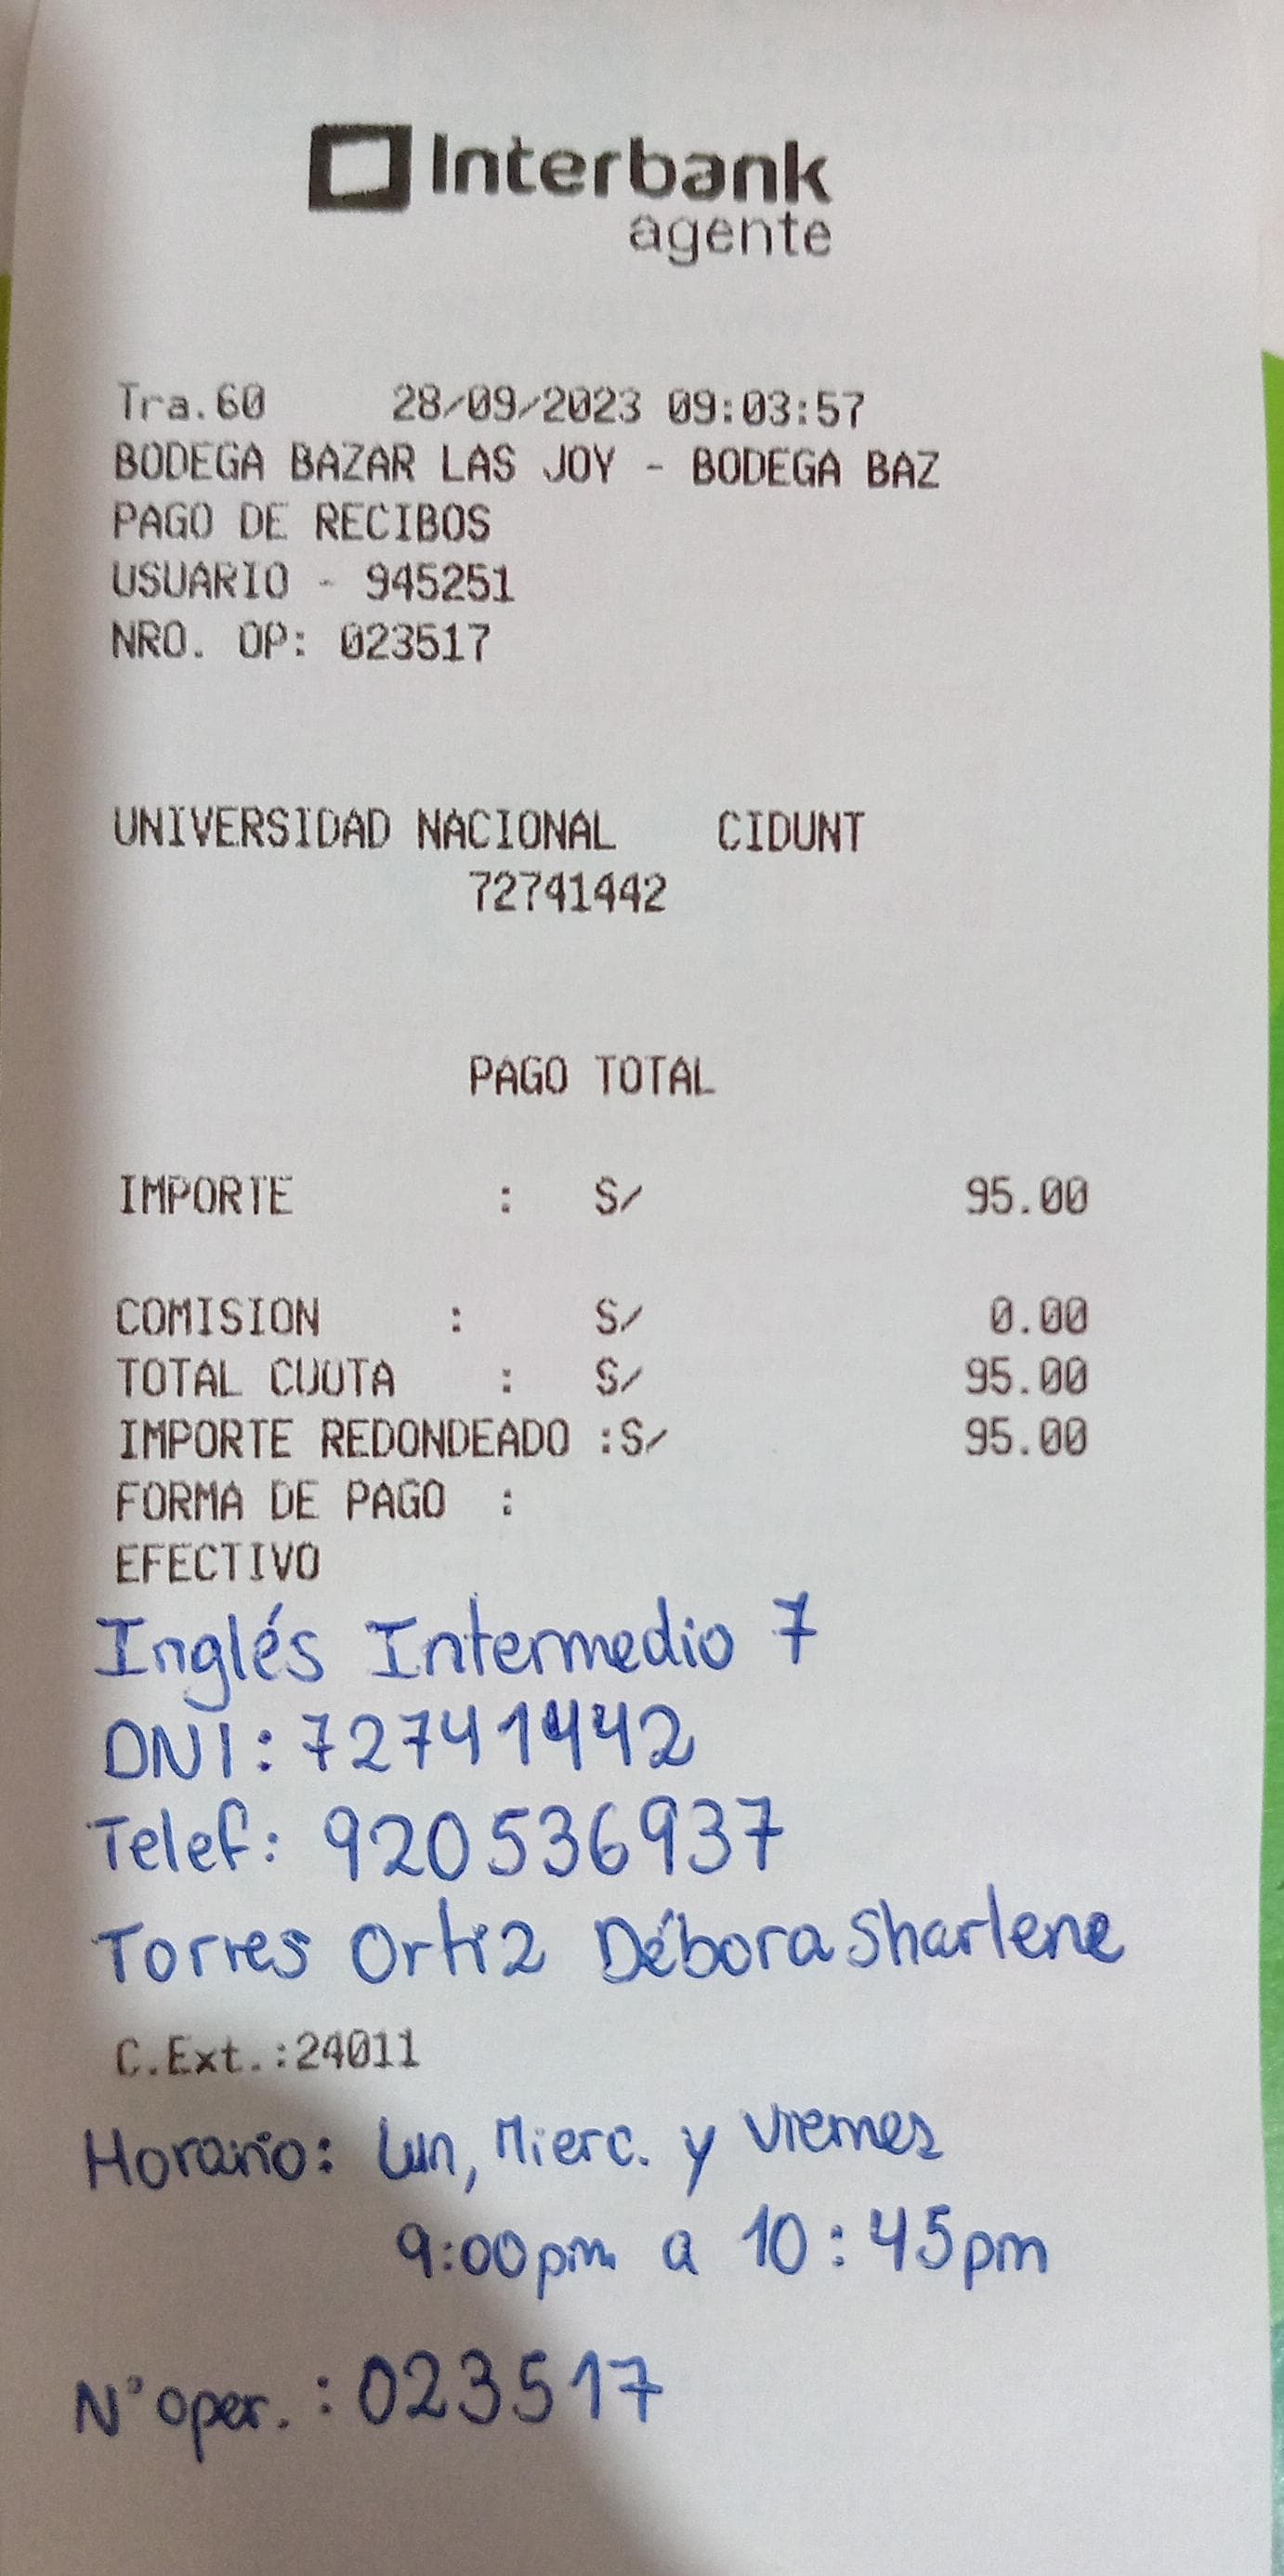 Interbank
agente
Tra.60 28/09/2023 09:03:57
BODEGA BAZAR LAS JOY - BODEGA BAZ
PAGO DE RECIBOS
USUARIO - 945251
NRO. OP: 023517
UNIVERSIDAD NACIONAL CIDUNT
72741442
PAGO TOTAL
IMPORTE : S/ 95.00
COMISION : S/ 0.00
TOTAL CUOTA : S/ 95.00
IMPORTE REDONDEADO :S/ 95.00
FORMA DE PAGO :
EFECTIVO
Inglés Intermedio 7
DNI: 72741442
Telef: 920536937
Torres Ortiz Débora Sharlene
C.Ext.:24011
Horario: Lun, Mierc. y Viernes
9:00pm a 10:45pm
N° oper. : 023517